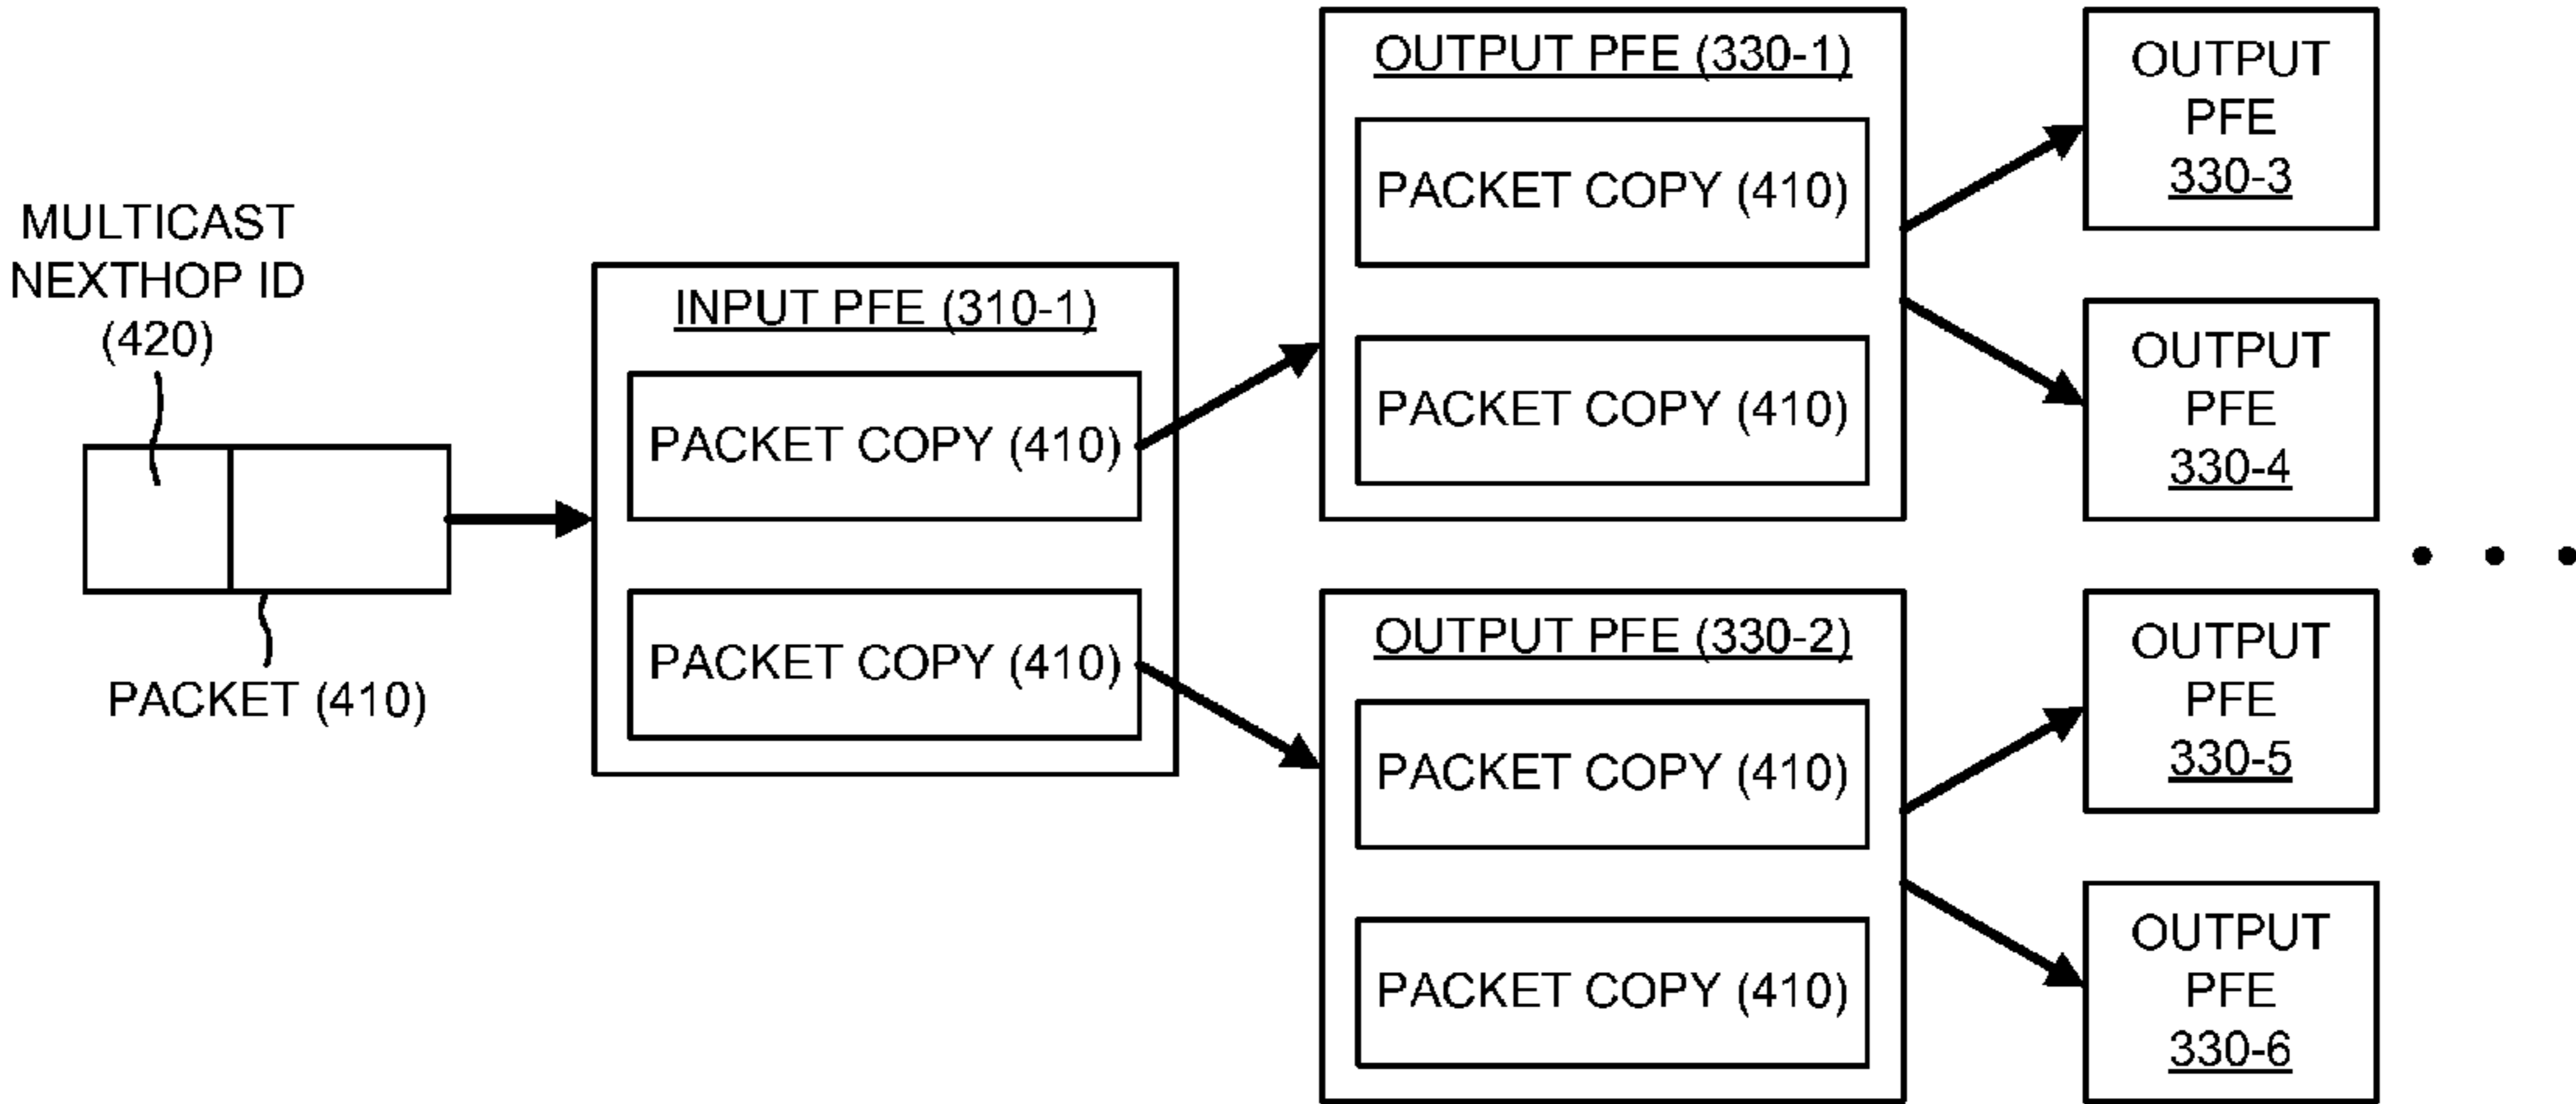 MULTICAST
NEXTHOP ID
(420)
PACKET (410)
INPUT PFE (310-1)
PACKET COPY (410)
PACKET COPY (410)
OUTPUT PFE (330-1)
PACKET COPY (410)
PACKET COPY (410)
OUTPUT PFE (330-2)
PACKET COPY (410)
PACKET COPY (410)
OUTPUT
PFE
330-3
OUTPUT
PFE
330-4
OUTPUT
PFE
330-5
OUTPUT
PFE
330-6
. . .